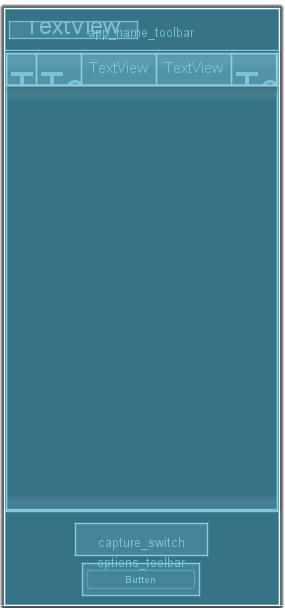 TextView
app_name_toolbar
TextView TextView
capture_switch
options_toolbar
Button